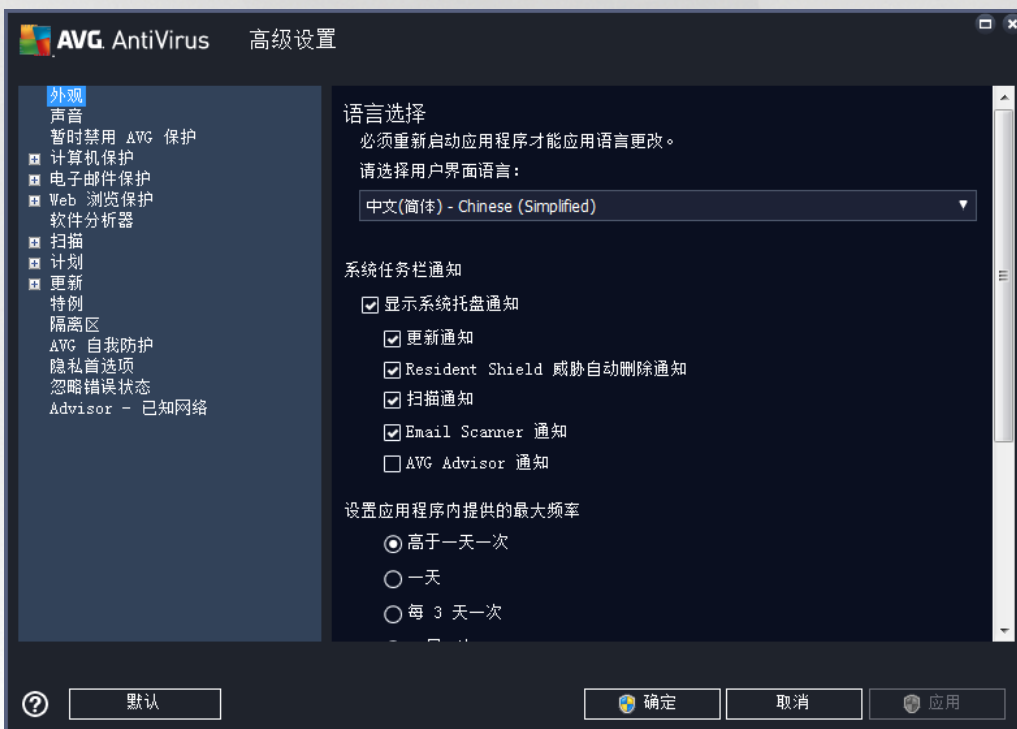 AVG AntiVirus 高级设置
外观
声音
暂时禁用 AVG 保护
计算机保护
电子邮件保护
Web 浏览保护
软件分析器
扫描
计划
更新
特例
隔离区
AVG 自我防护
隐私首选项
忽略错误状态
Advisor - 已知网络
语言选择
必须重新启动应用程序才能应用语言更改。
请选择用户界面语言:
中文(简体) - Chinese (Simplified)
系统任务栏通知
显示系统托盘通知
更新通知
Resident Shield 威胁自动删除通知
扫描通知
Email Scanner 通知
AVG Advisor 通知
设置应用程序内提供的最大频率
高于一天一次
一天
每 3 天一次
默认
确定
取消
应用